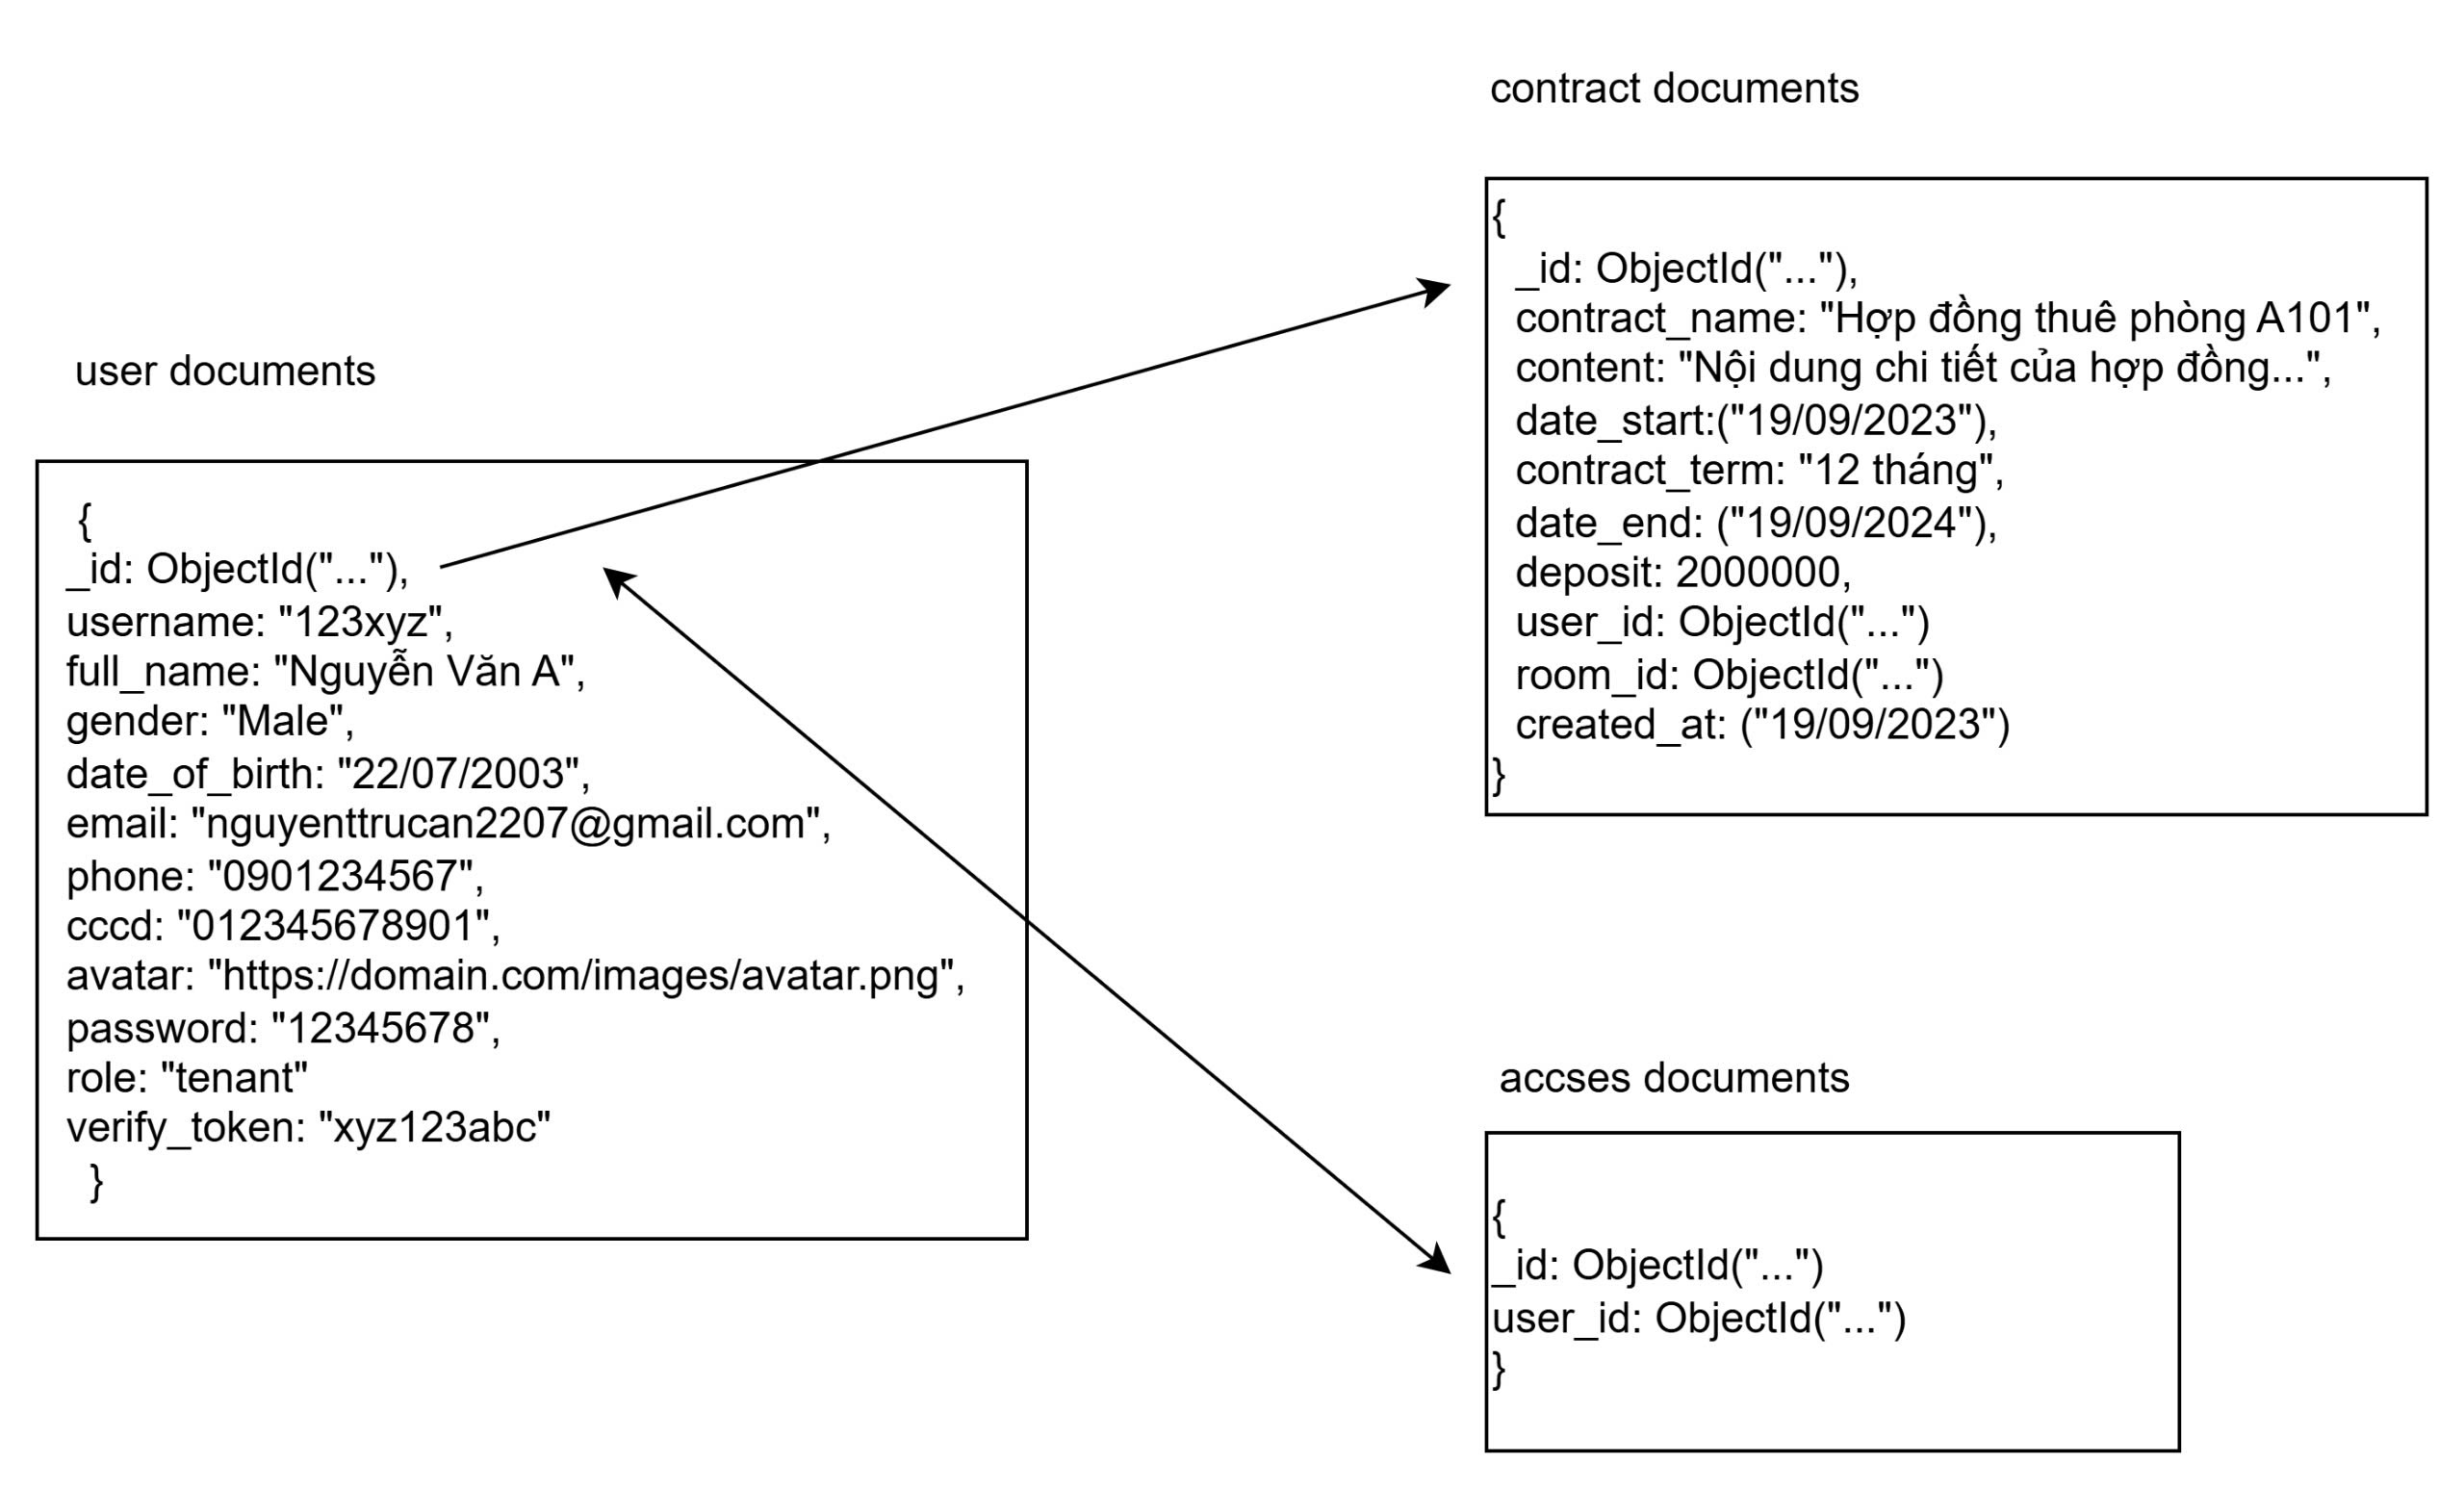 contract documents
{
_id: ObjectId("..."),
contract_name: "Hợp đồng thuê phòng A101",
content: "Nội dung chi tiết của hợp đồng...",
date_start:("19/09/2023"),
contract_term: "12 tháng",
date_end: ("19/09/2024"),
deposit: 2000000,
user_id: ObjectId("...")
room_id: ObjectId("...")
created_at: ("19/09/2023")
}
user documents
{
_id: ObjectId("..."),
username: "123xyz",
full_name: "Nguyễn Văn A",
gender: "Male",
date_of_birth: "22/07/2003",
email: "nguyenttrucan2207@gmail.com",
phone: "0901234567",
cccd: "012345678901",
avatar: "https://domain.com/images/avatar.png",
password: "12345678",
role: "tenant"
verify_token: "xyz123abc"
}
accses documents
{
_id: ObjectId("...")
user_id: ObjectId("...")
}